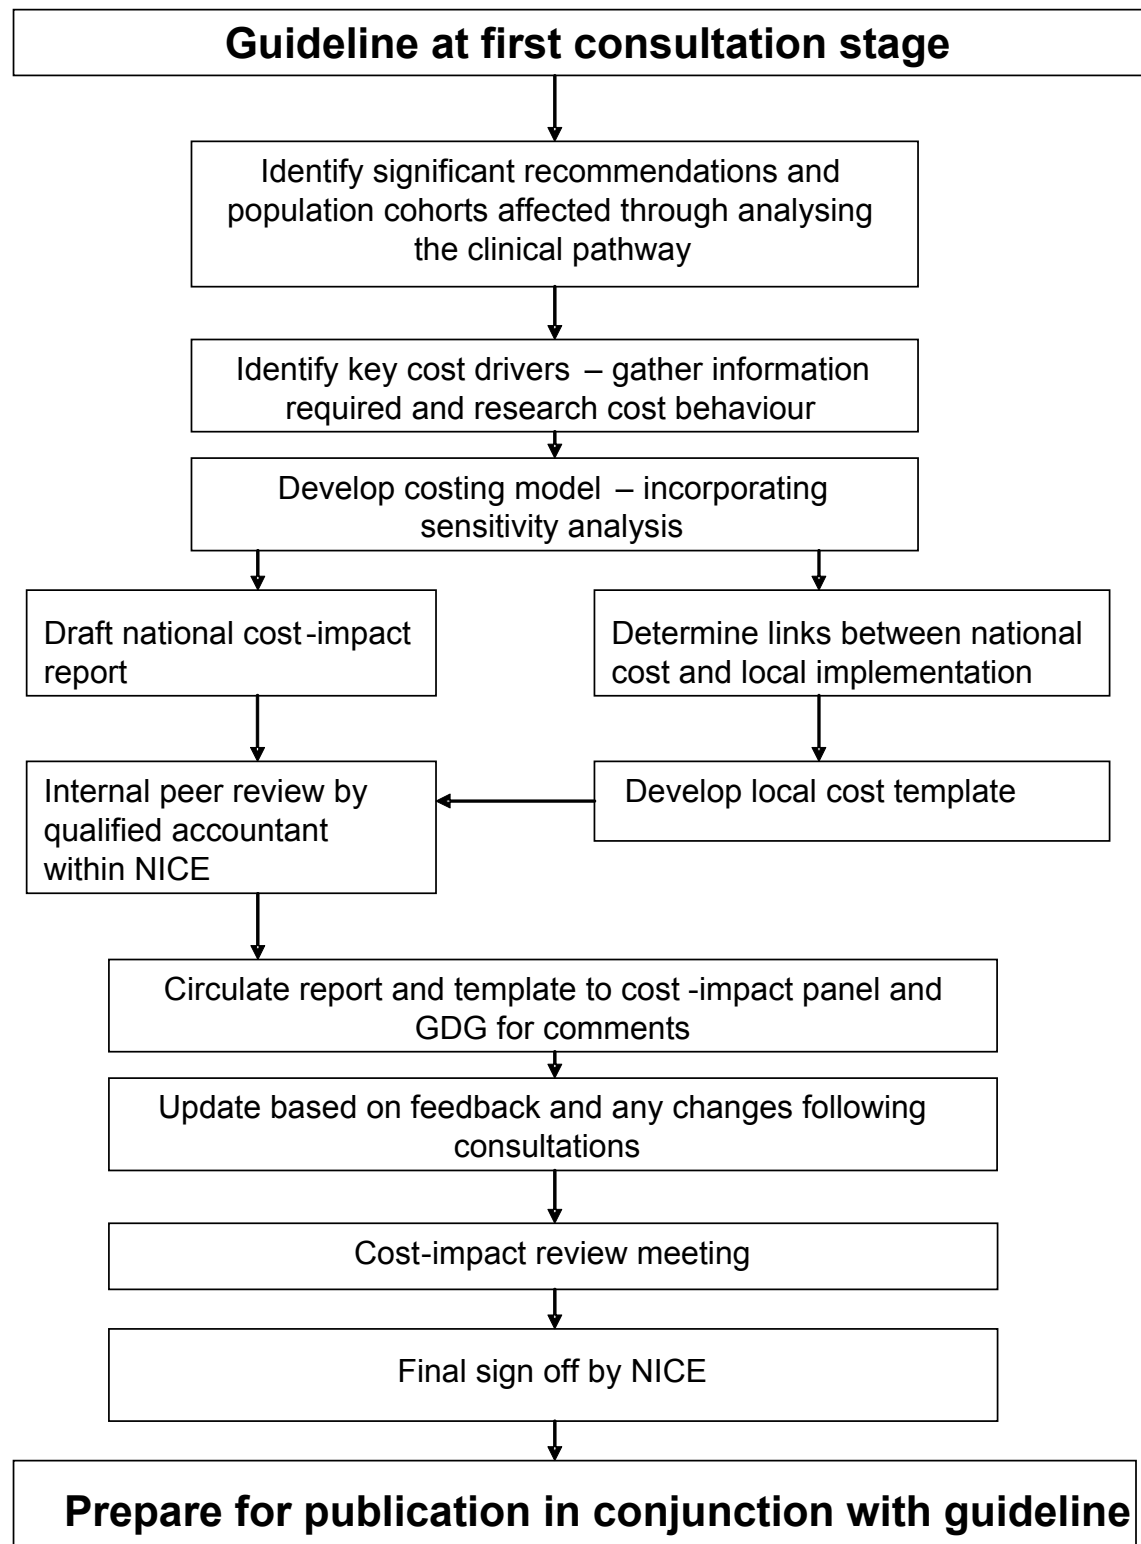 Guideline at first consultation stage
Identify significant recommendations and
population cohorts affected through analysing
the clinical pathway
Identify key cost drivers – gather information
required and research cost behaviour
Develop costing model – incorporating
sensitivity analysis
Draft national cost-impact
report
Determine links between national
cost and local implementation
Internal peer review by
qualified accountant
within NICE
Develop local cost template
Circulate report and template to cost-impact panel and
GDG for comments
Update based on feedback and any changes following
consultations
Cost-impact review meeting
Final sign off by NICE
Prepare for publication in conjunction with guideline